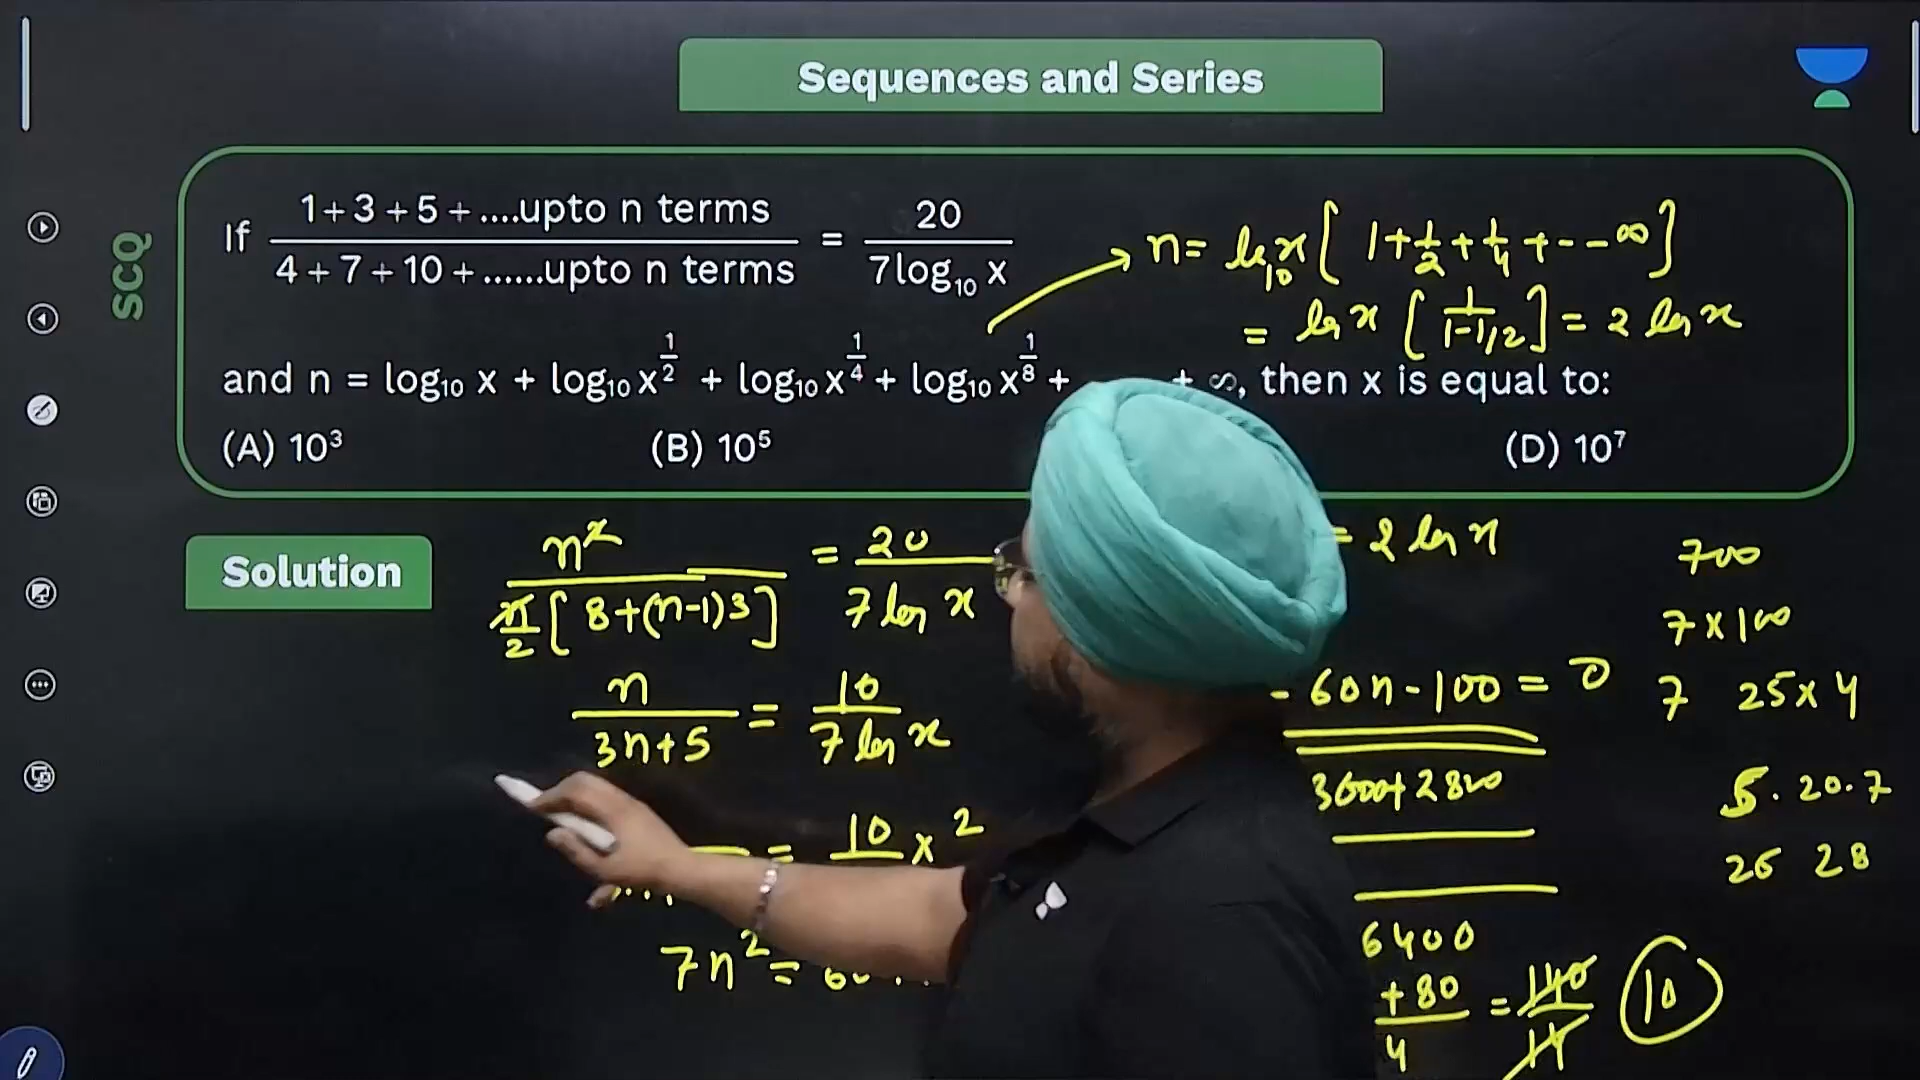 Sequences and Series
SCQ
If (1+3+5+....upto n terms)/(4+7+10+......upto n terms) = 20/(7log₁₀ x)
n = log₁₀x [1+1/2+1/4+--∞]
= log x [1/(1-1/2)] = 2 log x
and n = log₁₀ x + log₁₀ x^(1/2) + log₁₀ x^(1/4) + log₁₀ x^(1/8) + + ∞, then x is equal to:
(A) 10³ (B) 10⁵ (D) 10⁷
Solution
n²/(n/2 [8+(n-1)3]) = 20/(7 log x)
n/(3n+5) = 10/(7 log x)
= 10 × 2
7n² =
= 2 log x
- 60n - 100 = 0
3600+2800
6400
+80
4
= 140/14
10
700
7×100
7 25×4
5.20.7
28